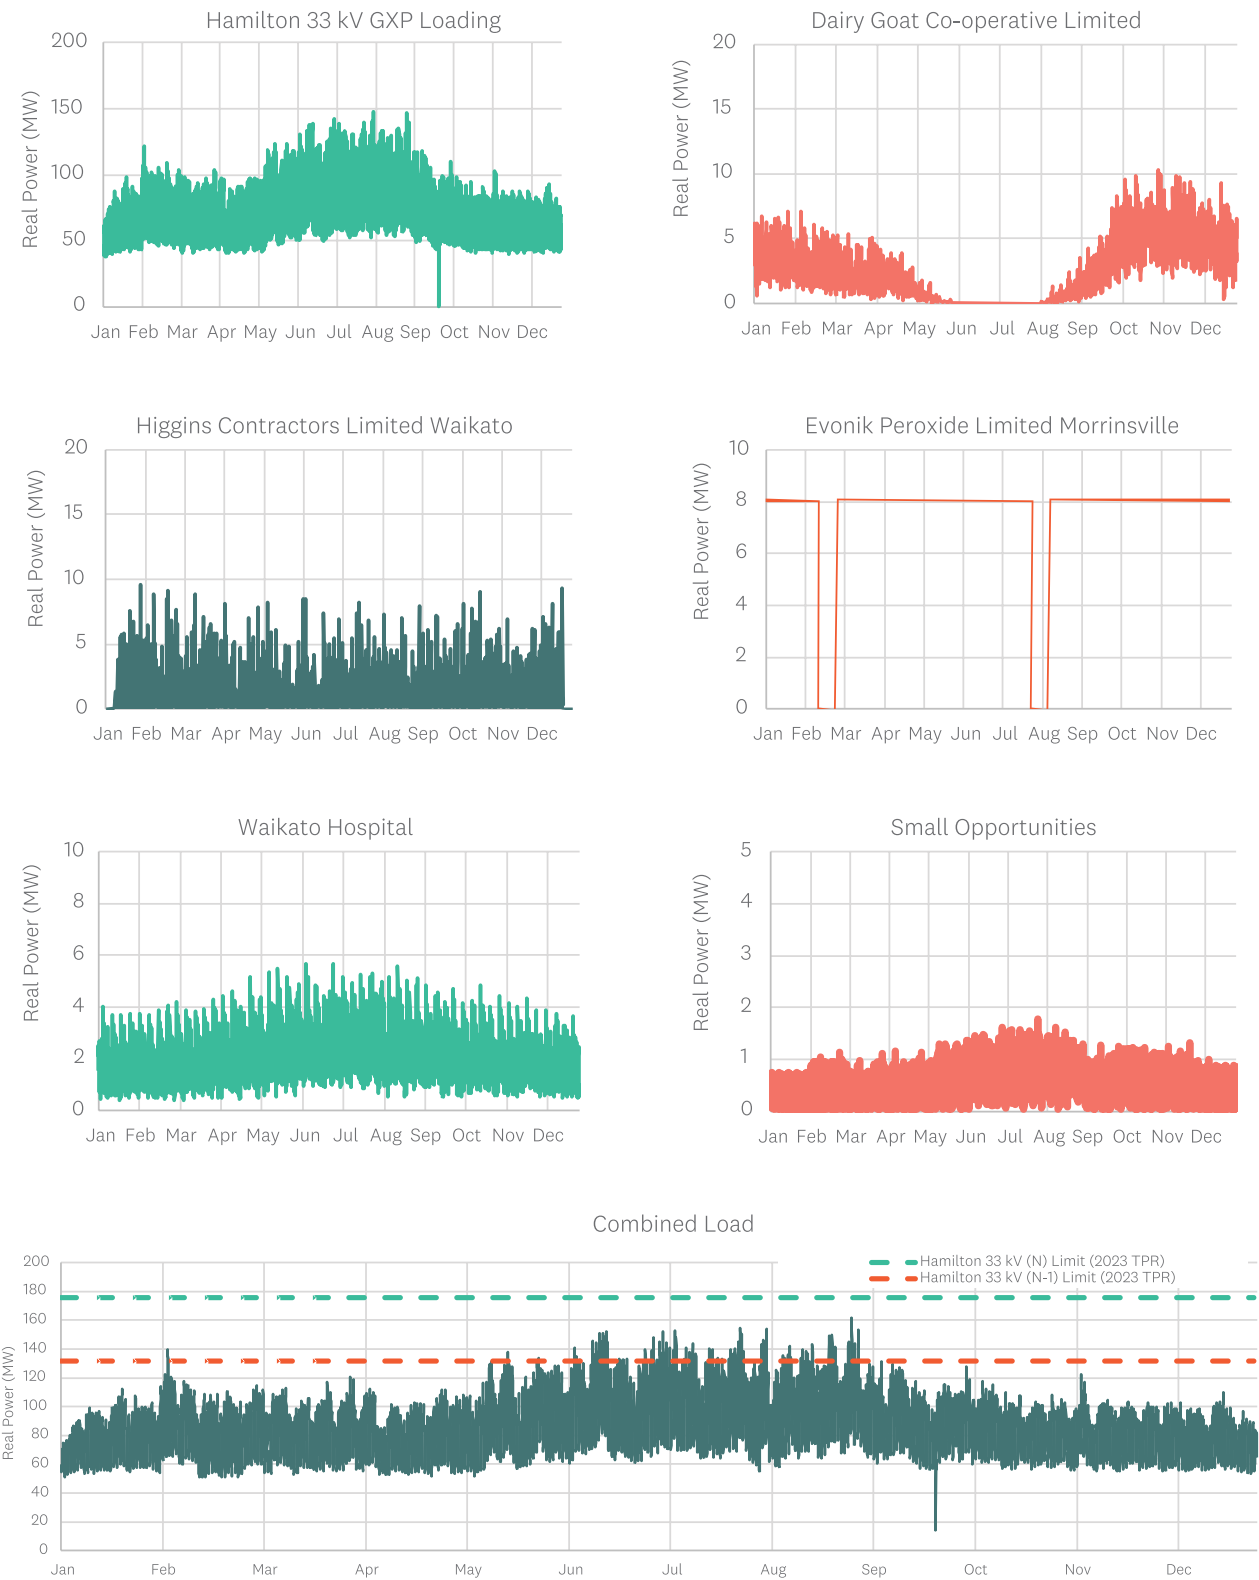 Hamilton 33 kV GXP Loading
Real Power (MW)
200
150
100
50
0
Jan Feb Mar Apr May Jun Jul Aug Sep Oct Nov Dec
Dairy Goat Co-operative Limited
Real Power (MW)
20
15
10
5
0
Jan Feb Mar Apr May Jun Jul Aug Sep Oct Nov Dec
Higgins Contractors Limited Waikato
Real Power (MW)
20
15
10
5
0
Jan Feb Mar Apr May Jun Jul Aug Sep Oct Nov Dec
Evonik Peroxide Limited Morrinsville
Real Power (MW)
10
8
6
4
2
0
Jan Feb Mar Apr May Jun Aug Sep Oct Nov Dec
Waikato Hospital
Real Power (MW)
10
8
6
4
2
0
Jan Feb Mar Apr May Jun Jul Aug Sep Oct Nov Dec
Small Opportunities
Real Power (MW)
5
4
3
2
1
0
Jan Feb Mar Apr May Jun Jul Aug Sep Oct Nov Dec
Combined Load
Hamilton 33 kV (N) Limit (2023 TPR)
Hamilton 33 kV (N-1) Limit (2023 TPR)
Real Power (MW)
200
180
160
140
120
100
80
60
40
20
0
Jan Feb Mar Apr May Jun Jul Aug Sep Oct Nov Dec